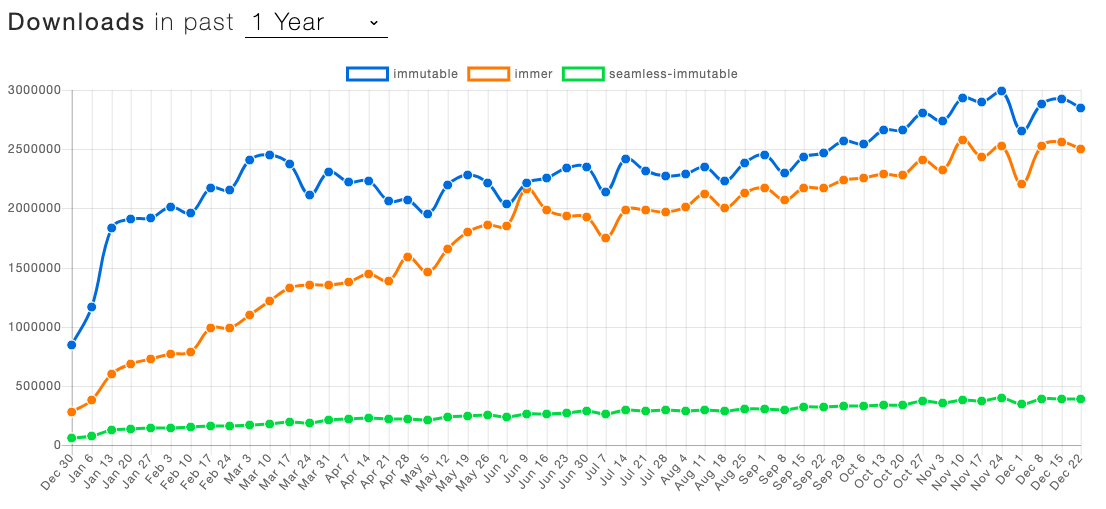 Downloads in past 1 Year
immutable immer seamless-immutable
3000000
2500000
2000000
1500000
1000000
500000
0
Dec 30 Jan 6 Jan 13 Jan 20 Jan 27 Feb 3 Feb 10 Feb 17 Feb 24 Mar 3 Mar 10 Mar 17 Mar 24 Mar 31 Apr 7 Apr 14 Apr 21 Apr 28 May 5 May 12 May 19 May 26 Jun 2 Jun 9 Jun 16 Jun 23 Jun 30 Jul 7 Jul 14 Jul 21 Jul 28 Aug 4 Aug 11 Aug 18 Aug 25 Sep 1 Sep 8 Sep 15 Sep 22 Sep 29 Oct 6 Oct 13 Oct 20 Oct 27 Nov 3 Nov 10 Nov 17 Nov 24 Dec 1 Dec 8 Dec 15 Dec 22